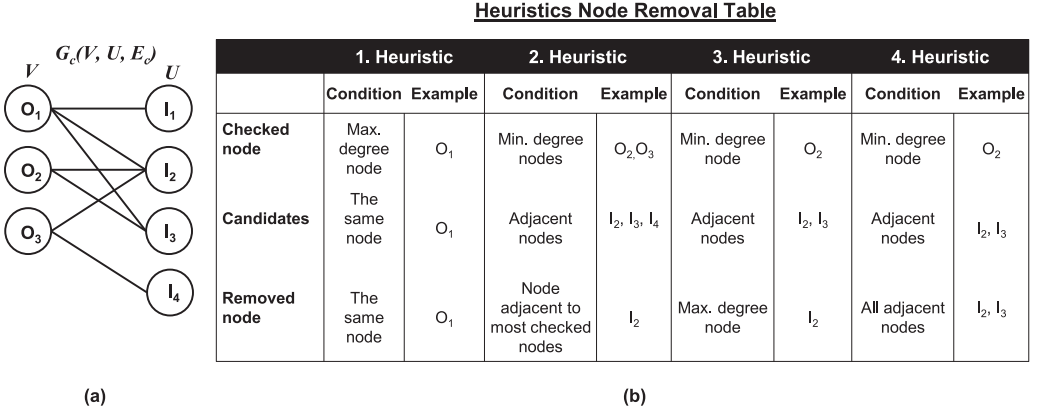 Heuristics Node Removal Table
G_c(V, U, E_c)
V U
O₁ I₁
O₂ I₂
O₃ I₃
I₄
(a)
1. Heuristic 2. Heuristic 3. Heuristic 4. Heuristic
Condition Example Condition Example Condition Example Condition Example
Checked node
Max. degree node
O₁
Min. degree nodes
O₂,O₃
Min. degree node
O₂
Min. degree node
O₂
Candidates
The same node
O₁
Adjacent nodes
I₂, I₃, I₄
Adjacent nodes
I₂, I₃
Adjacent nodes
I₂, I₃
Removed node
The same node
O₁
Node adjacent to most checked nodes
I₂
Max. degree node
I₂
All adjacent nodes
I₂, I₃
(b)